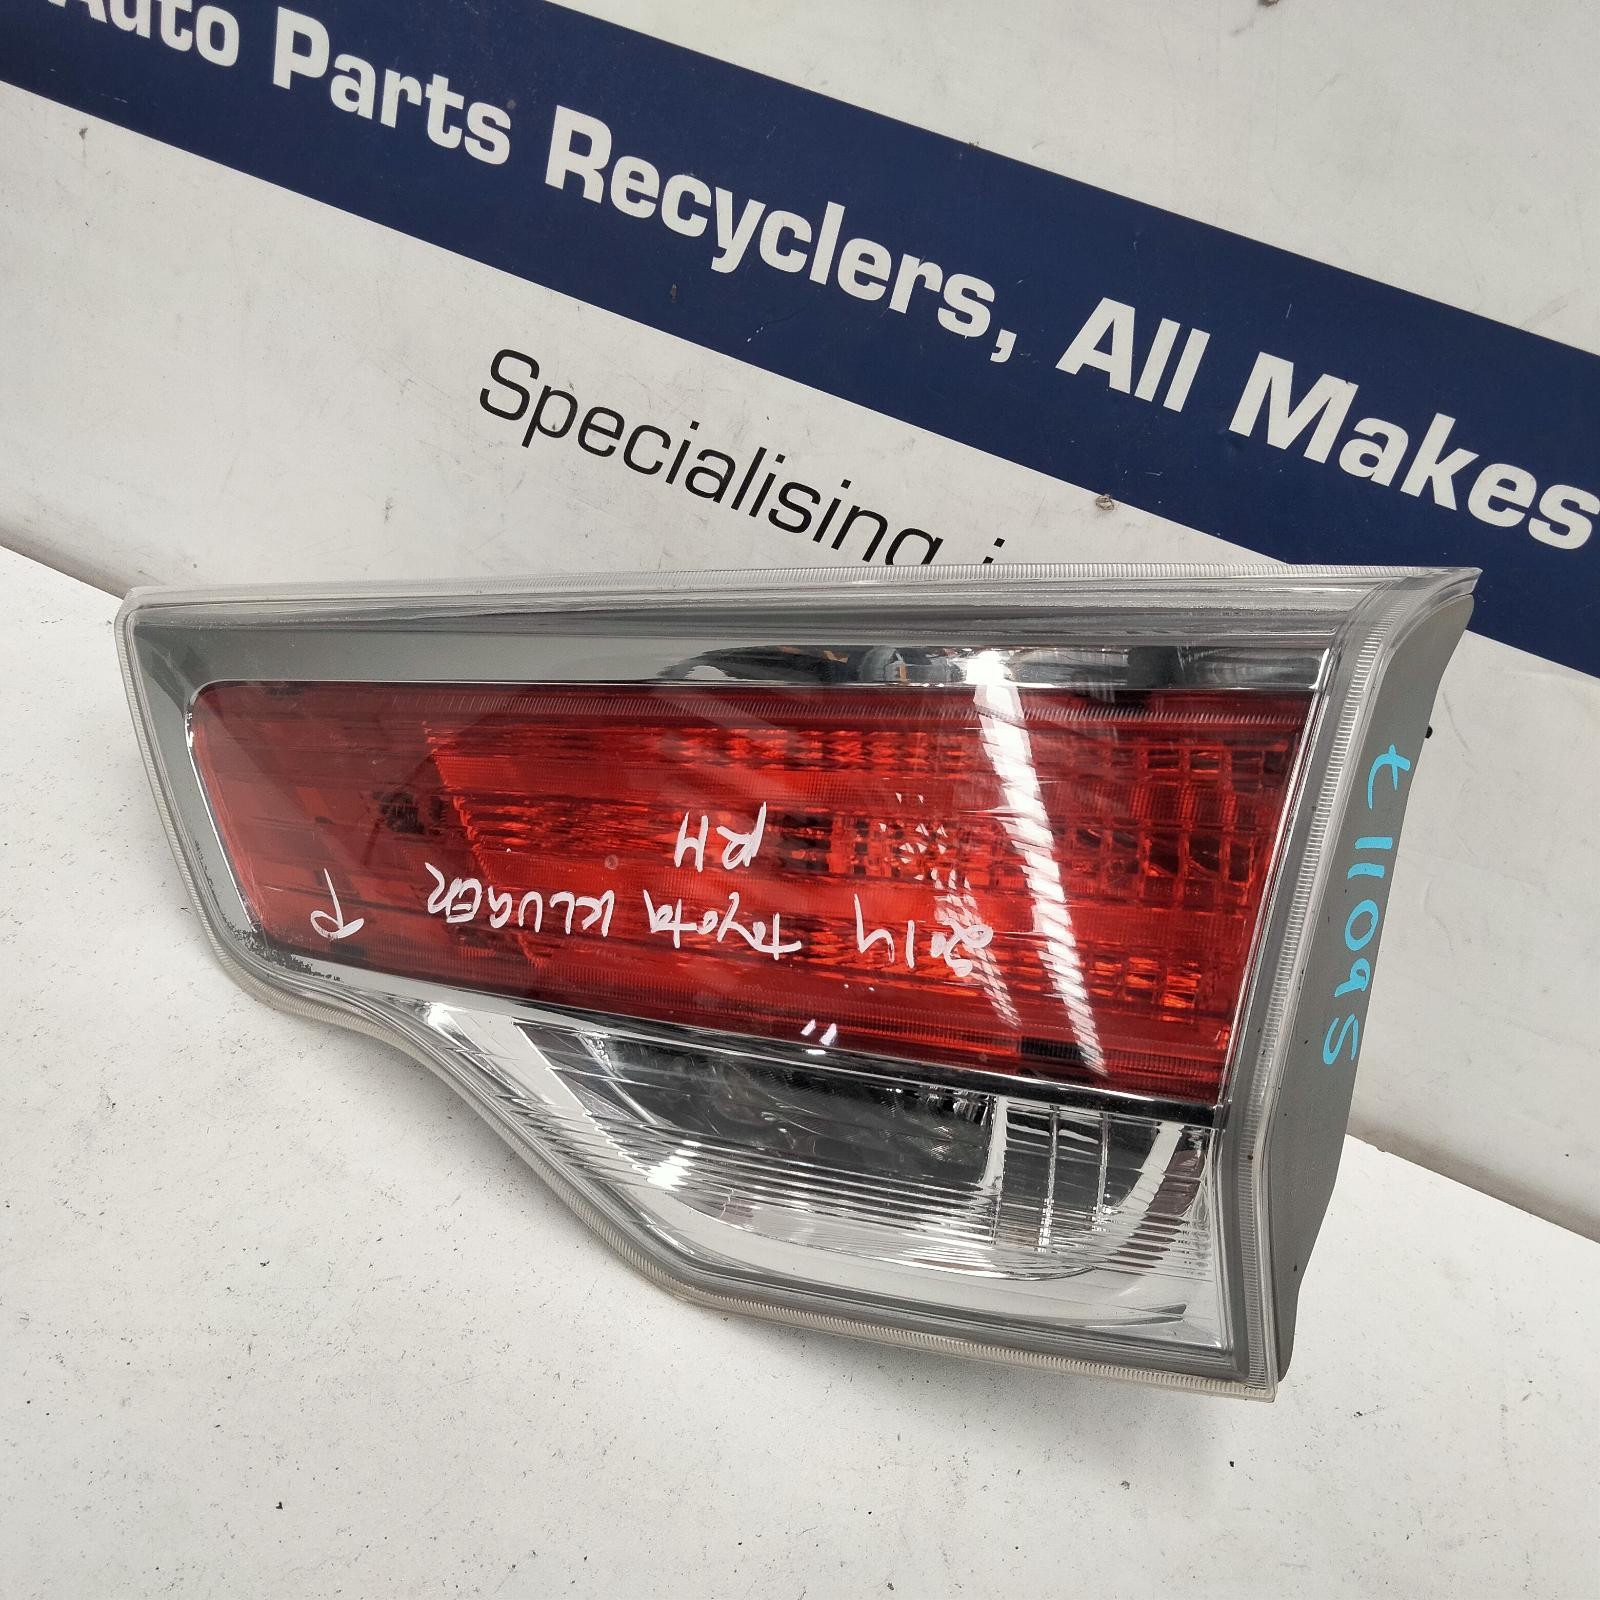 Auto Parts Recyclers, All Makes
Specialising i
2014 Toyota KLUGER
RH
t11095